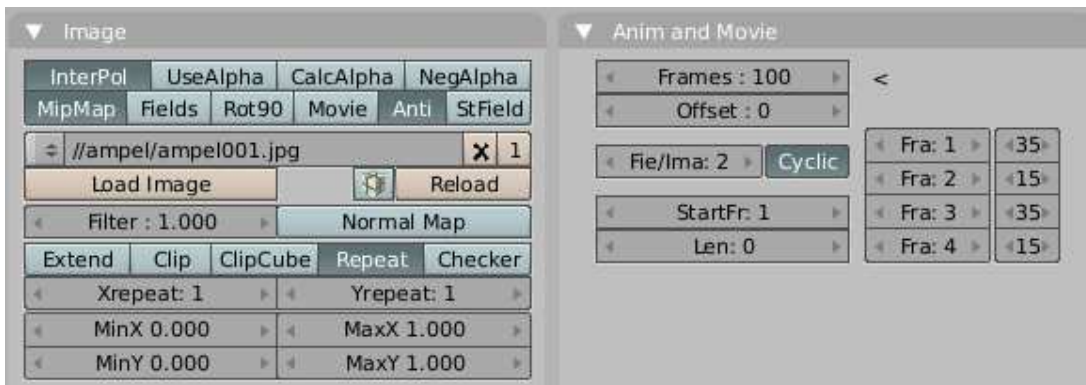 Image
InterPol UseAlpha CalcAlpha NegAlpha
MipMap Fields Rot90 Movie Anti StField
//ampel/ampel001.jpg X 1
Load Image Reload
Filter : 1.000 Normal Map
Extend Clip ClipCube Repeat Checker
Xrepeat: 1 Yrepeat: 1
MinX 0.000 MaxX 1.000
MinY 0.000 MaxY 1.000
Anim and Movie
Frames : 100 <
Offset : 0
Fie/Ima: 2 Cyclic
StartFr: 1
Len: 0
Fra: 1 35
Fra: 2 15
Fra: 3 35
Fra: 4 15